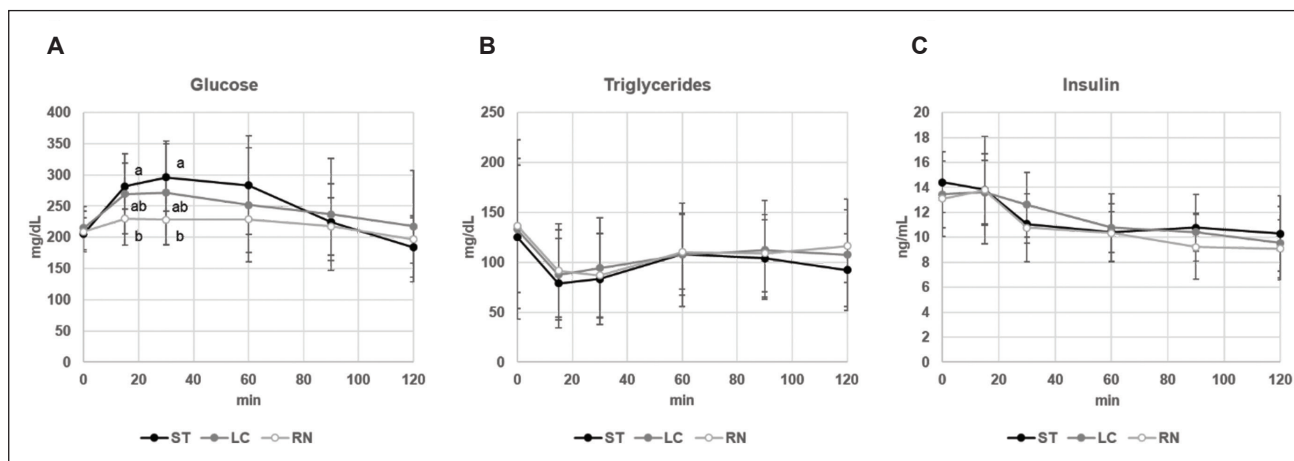 A
Glucose
400
350
300
250
200
150
100
50
0
mg/dL
a a
ab ab
b b
0 20 40 60 80 100 120
min
ST LC RN
B
Triglycerides
250
200
150
100
50
0
mg/dL
0 20 40 60 80 100 120
min
ST LC RN
C
Insulin
20
18
16
14
12
10
8
6
4
2
0
ng/mL
0 20 40 60 80 100 120
min
ST LC RN